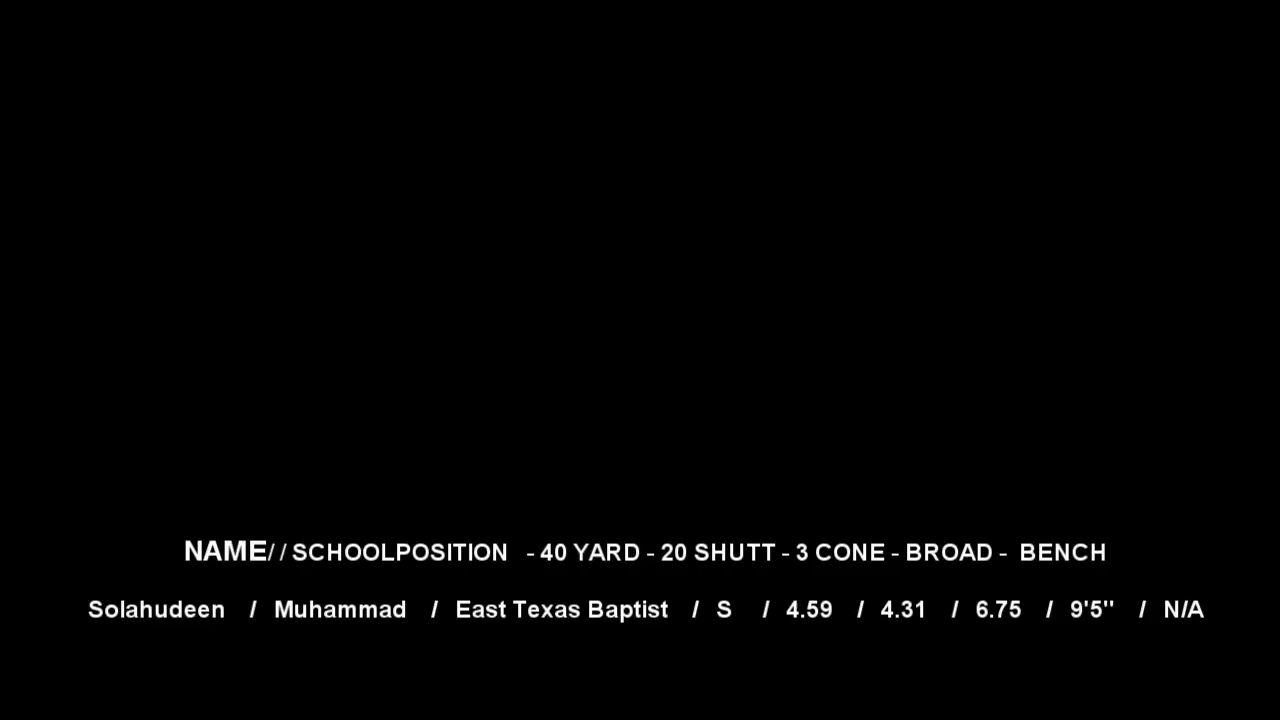 NAME/ / SCHOOLPOSITION - 40 YARD - 20 SHUTT - 3 CONE - BROAD - BENCH
Solahudeen / Muhammad / East Texas Baptist / S / 4.59 / 4.31 / 6.75 / 9'5" / N/A